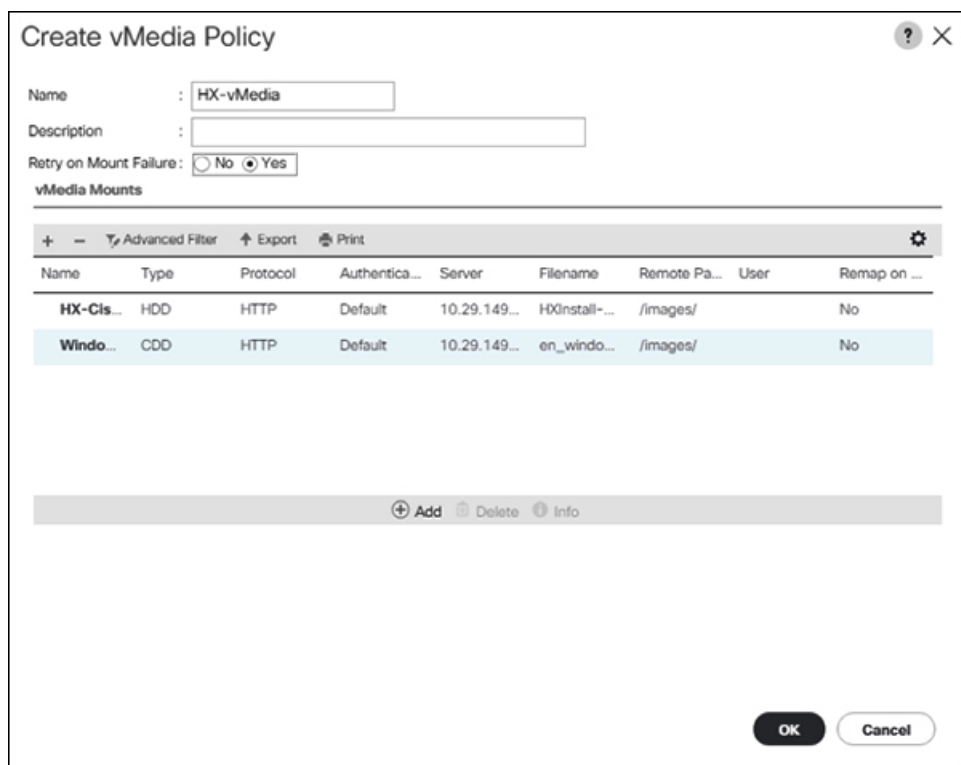 Create vMedia Policy ?
Name : HX-vMedia
Description :
Retry on Mount Failure : No Yes
vMedia Mounts
+ − Advanced Filter Export Print
Name Type Protocol Authentica... Server Filename Remote Pa... User Remap on ...
HX-Cls... HDD HTTP Default 10.29.149... HXInstall-... /images/ No
Windo... CDD HTTP Default 10.29.149... en_windo... /images/ No
Add Delete Info
OK Cancel